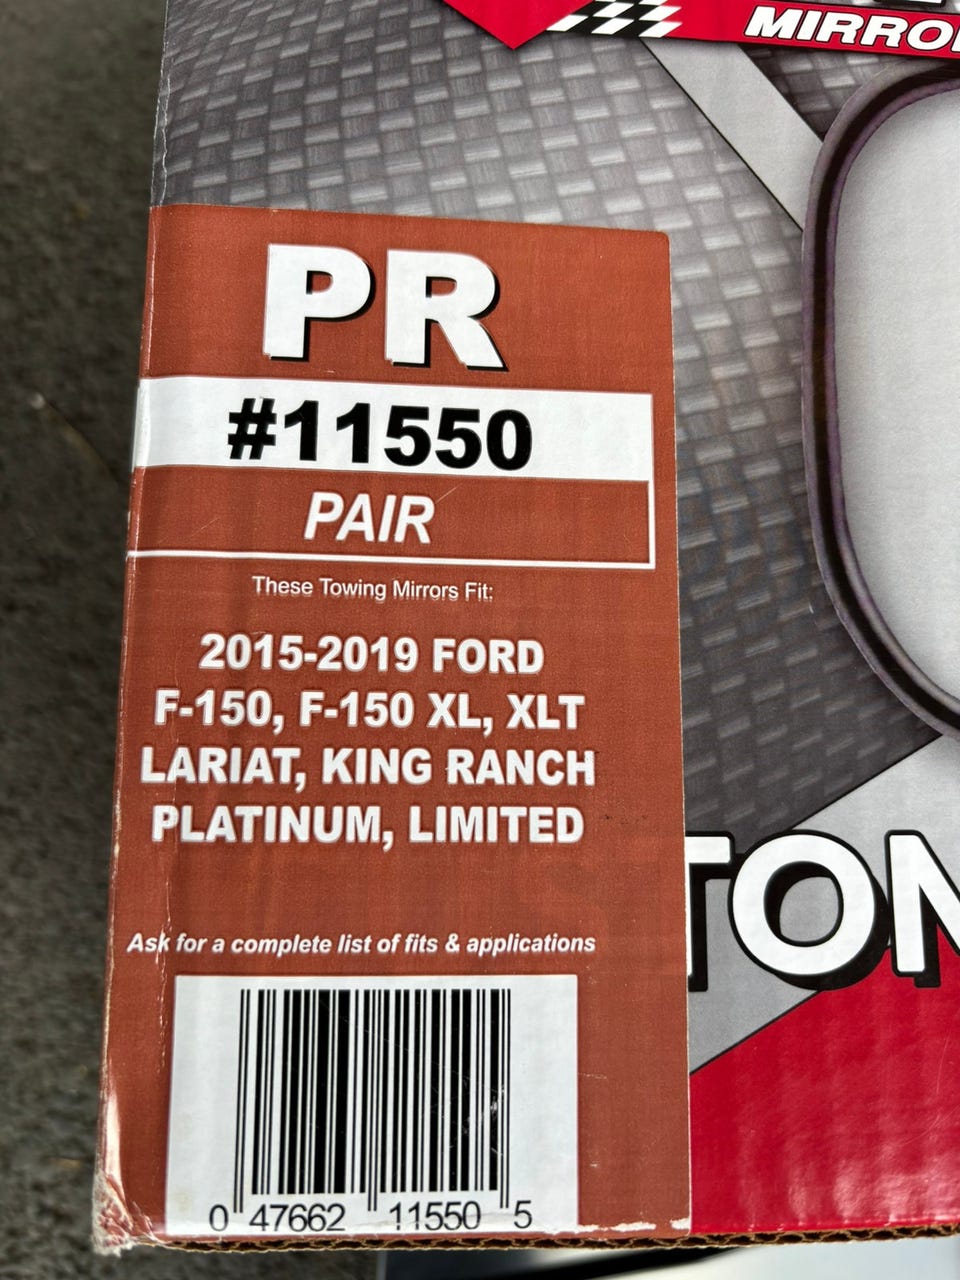 MIRRO
PR
#11550
PAIR
These Towing Mirrors Fit:
2015-2019 FORD
F-150, F-150 XL, XLT
LARIAT, KING RANCH
PLATINUM, LIMITED
Ask for a complete list of fits & applications
TOM
0 47662 11550 5